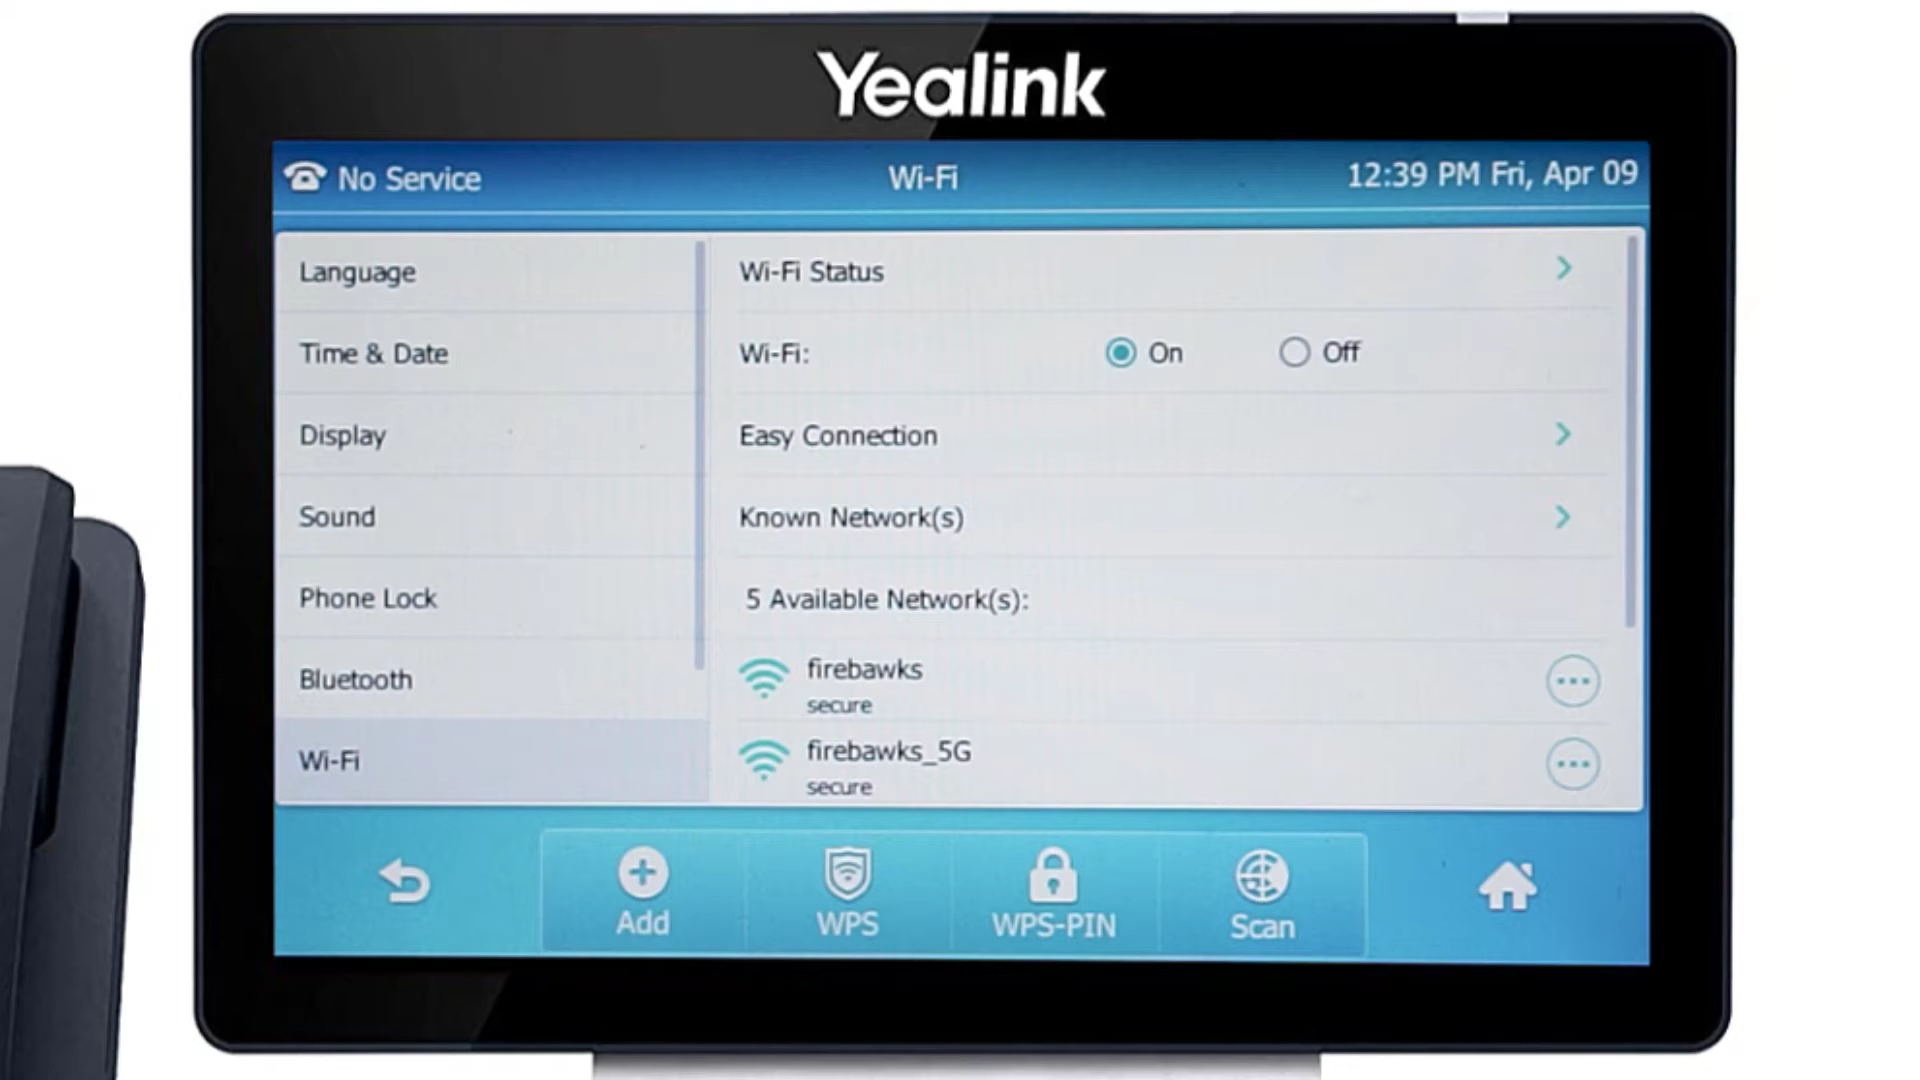 Yealink
No Service
Wi-Fi
12:39 PM Fri, Apr 09
Language
Time & Date
Display
Sound
Phone Lock
Bluetooth
Wi-Fi
Wi-Fi Status
Wi-Fi:
On
Off
Easy Connection
Known Network(s)
5 Available Network(s):
firebawks
secure
firebawks_5G
secure
Add
WPS
WPS-PIN
Scan